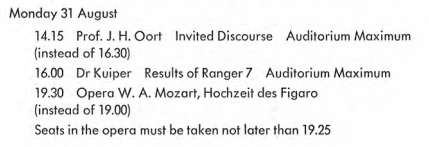 Monday 31 August
14.15 Prof. J. H. Oort Invited Discourse Auditorium Maximum
(instead of 16.30)
16.00 Dr Kuiper Results of Ranger 7 Auditorium Maximum
19.30 Opera W. A. Mozart, Hochzeit des Figaro
(instead of 19.00)
Seats in the opera must be taken not later than 19.25